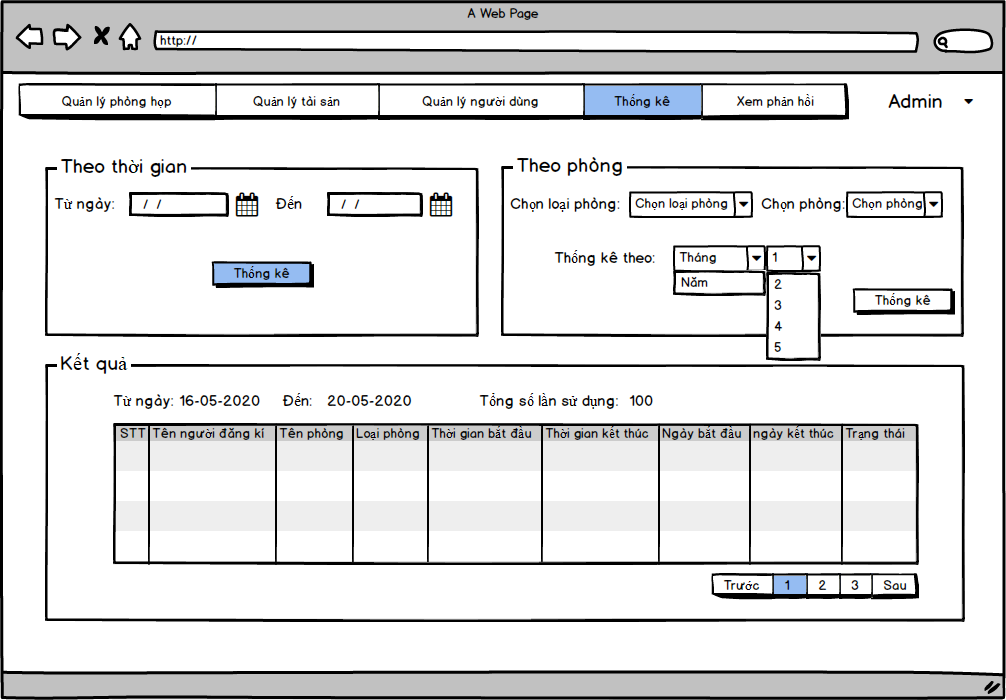 A Web Page
http://
Quản lý phòng họp Quản lý tài sản Quản lý người dùng Thống kê Xem phản hồi Admin
Theo thời gian
Từ ngày: / / Đến / /
Thống kê
Theo phòng
Chọn loại phòng: Chọn loại phòng Chọn phòng: Chọn phòng
Thống kê theo: Tháng 1
Năm 2
3
4
5
Thống kê
Kết quả
Từ ngày: 16-05-2020 Đến: 20-05-2020 Tổng số lần sử dụng: 100
STT Tên người đăng kí Tên phòng Loại phòng Thời gian bắt đầu Thời gian kết thúc Ngày bắt đầu ngày kết thúc Trạng thái
Trước 1 2 3 Sau